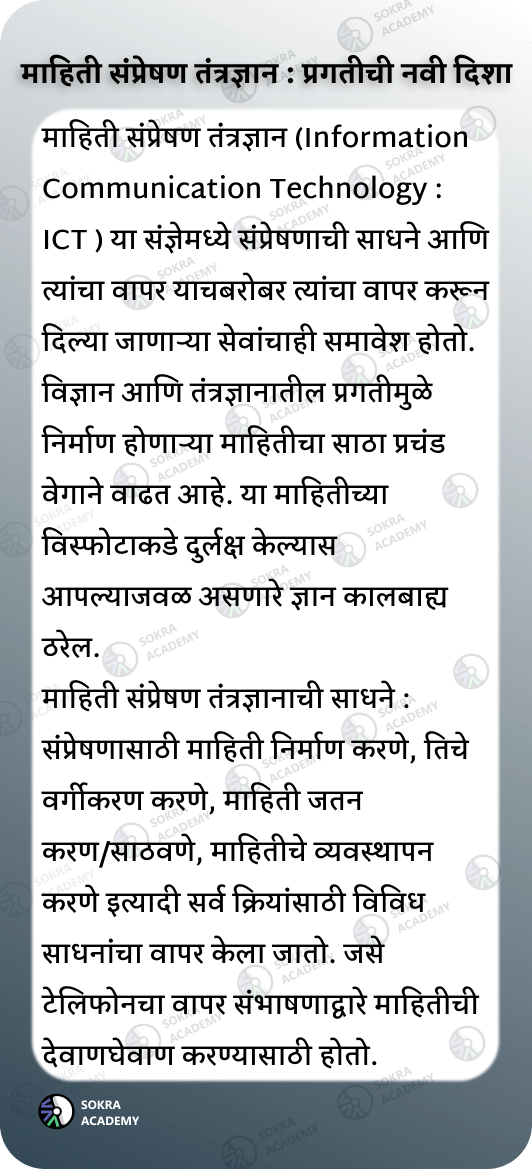 माहिती संप्रेषण तंत्रज्ञान : प्रगतीची नवी दिशा
माहिती संप्रेषण तंत्रज्ञान (Information
Communication Technology :
ICT ) या संज्ञेमध्ये संप्रेषणाची साधने आणि
त्यांचा वापर याचबरोबर त्यांचा वापर करून
दिल्या जाणाऱ्या सेवांचाही समावेश होतो.
विज्ञान आणि तंत्रज्ञानातील प्रगतीमुळे
निर्माण होणाऱ्या माहितीचा साठा प्रचंड
वेगाने वाढत आहे. या माहितीच्या
विस्फोटाकडे दुर्लक्ष केल्यास
आपल्याजवळ असणारे ज्ञान कालबाह्य
ठरेल.
माहिती संप्रेषण तंत्रज्ञानाची साधने :
संप्रेषणासाठी माहिती निर्माण करणे, तिचे
वर्गीकरण करणे, माहिती जतन
करण/साठवणे, माहितीचे व्यवस्थापन
करणे इत्यादी सर्व क्रियांसाठी विविध
साधनांचा वापर केला जातो. जसे
टेलिफोनचा वापर संभाषणाद्वारे माहितीची
देवाणघेवाण करण्यासाठी होतो.
SOKRA
ACADEMY